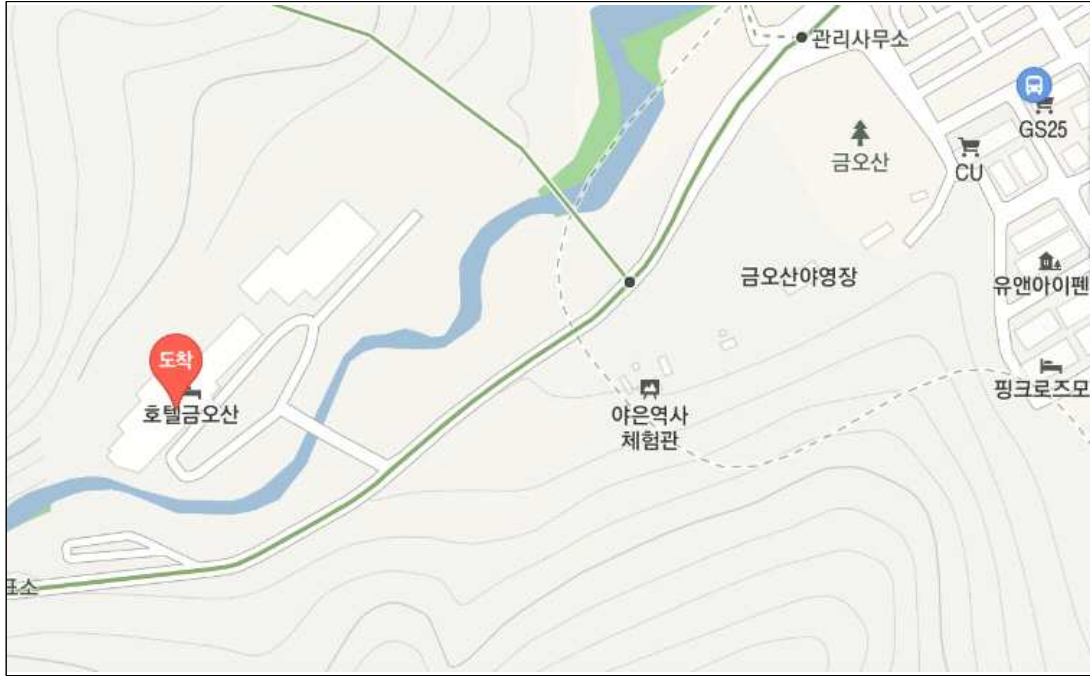 관리사무소
GS25
금오산
CU
금오산야영장
유앤아이펜
도착
호텔금오산
핑크로즈모
야은역사
체험관
표소